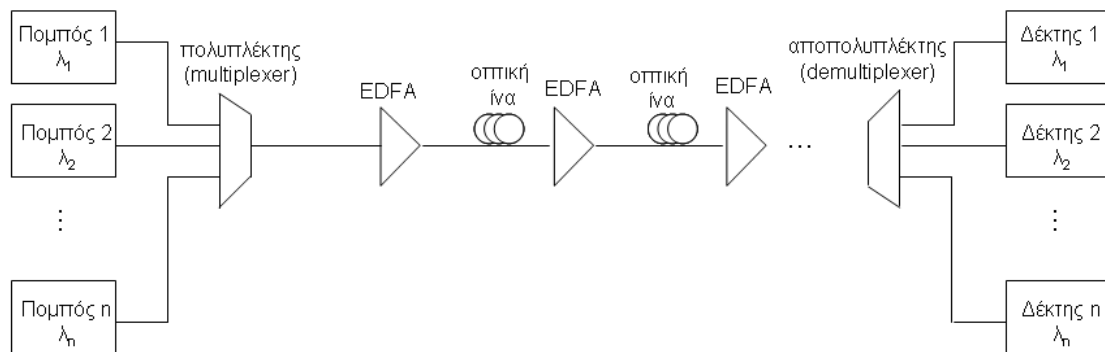 Πομπός 1
λ1
Πομπός 2
λ2
⋮
Πομπός n
λn
πολυπλέκτης
(multiplexer)
EDFA
οπτική
ίνα
EDFA
οπτική
ίνα
EDFA
...
αποπολυπλέκτης
(demultiplexer)
Δέκτης 1
λ1
Δέκτης 2
λ2
⋮
Δέκτης n
λn